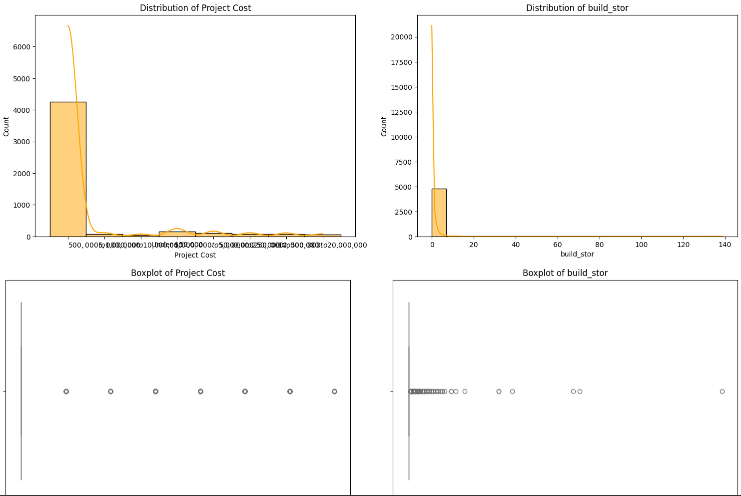 Distribution of Project Cost
Distribution of build_stor
6000
5000
4000
3000
2000
1000
0
Count
Project Cost
20000
17500
15000
12500
10000
7500
5000
2500
0
Count
0 20 40 60 80 100 120 140
build_stor
Boxplot of Project Cost
Boxplot of build_stor